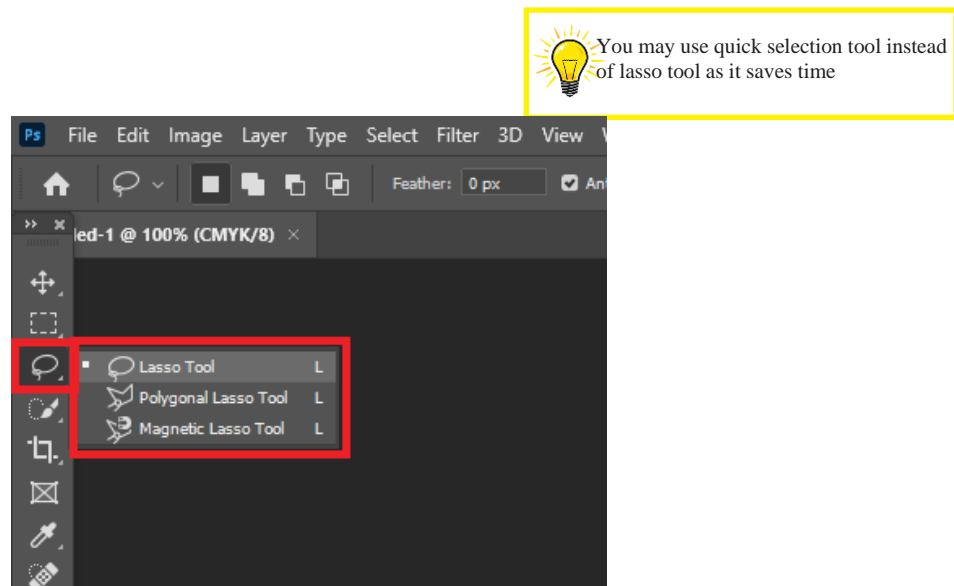 You may use quick selection tool instead
of lasso tool as it saves time
Ps File Edit Image Layer Type Select Filter 3D View
Feather: 0 px
led-1 @ 100% (CMYK/8) ×
Lasso Tool L
Polygonal Lasso Tool L
Magnetic Lasso Tool L